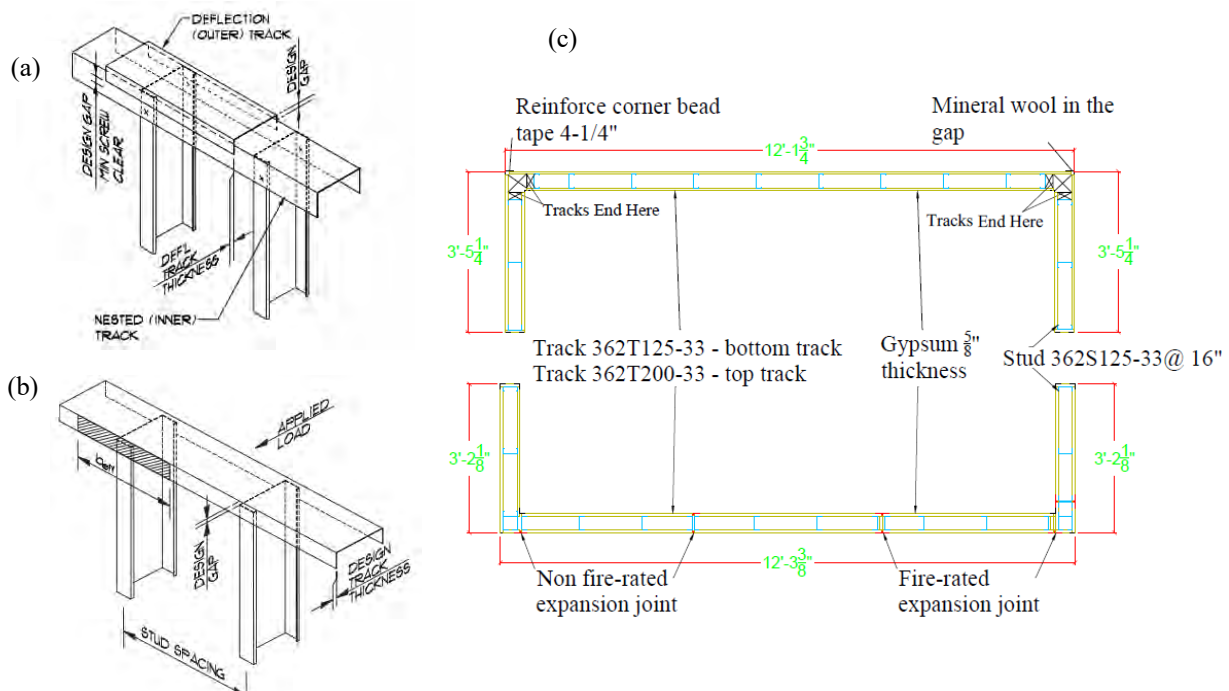 (a)
DEFLECTION
(OUTER) TRACK
DESIGN
GAP
DESIGN GAP
MIN SCREW
CLEAR
DEFL
TRACK
THICKNESS
NESTED (INNER)
TRACK
(b)
APPLIED
LOAD
beff
DESIGN
GAP
DESIGN
TRACK
THICKNESS
STUD SPACING
(c)
Reinforce corner bead
tape 4-1/4"
Mineral wool in the
gap
12'-1 3/4"
Tracks End Here
Tracks End Here
3'-5 1/4"
3'-5 1/4"
Track 362T125-33 - bottom track
Track 362T200-33 - top track
Gypsum 5/8"
thickness
Stud 362S125-33@ 16"
3'-2 1/8"
3'-2 1/8"
12'-3 3/8"
Non fire-rated
expansion joint
Fire-rated
expansion joint